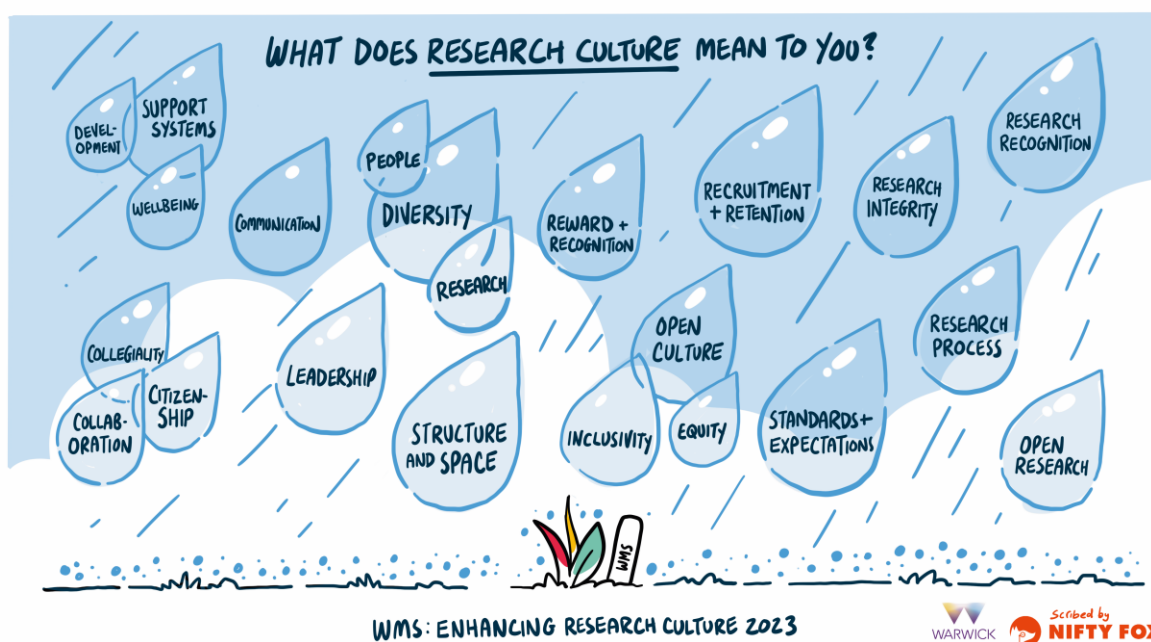 WHAT DOES RESEARCH CULTURE MEAN TO YOU?
DEVEL-
OPMENT
SUPPORT
SYSTEMS
WELLBEING
COMMUNICATION
PEOPLE
DIVERSITY
RESEARCH
REWARD +
RECOGNITION
RECRUITMENT
+ RETENTION
RESEARCH
INTEGRITY
RESEARCH
RECOGNITION
COLLEGIALITY
CITIZEN-
SHIP
COLLAB-
ORATION
LEADERSHIP
STRUCTURE
AND SPACE
OPEN
CULTURE
INCLUSIVITY
EQUITY
STANDARDS+
EXPECTATIONS
RESEARCH
PROCESS
OPEN
RESEARCH
WMS
WMS: ENHANCING RESEARCH CULTURE 2023
WARWICK
Scribed by
NIFTY FOX